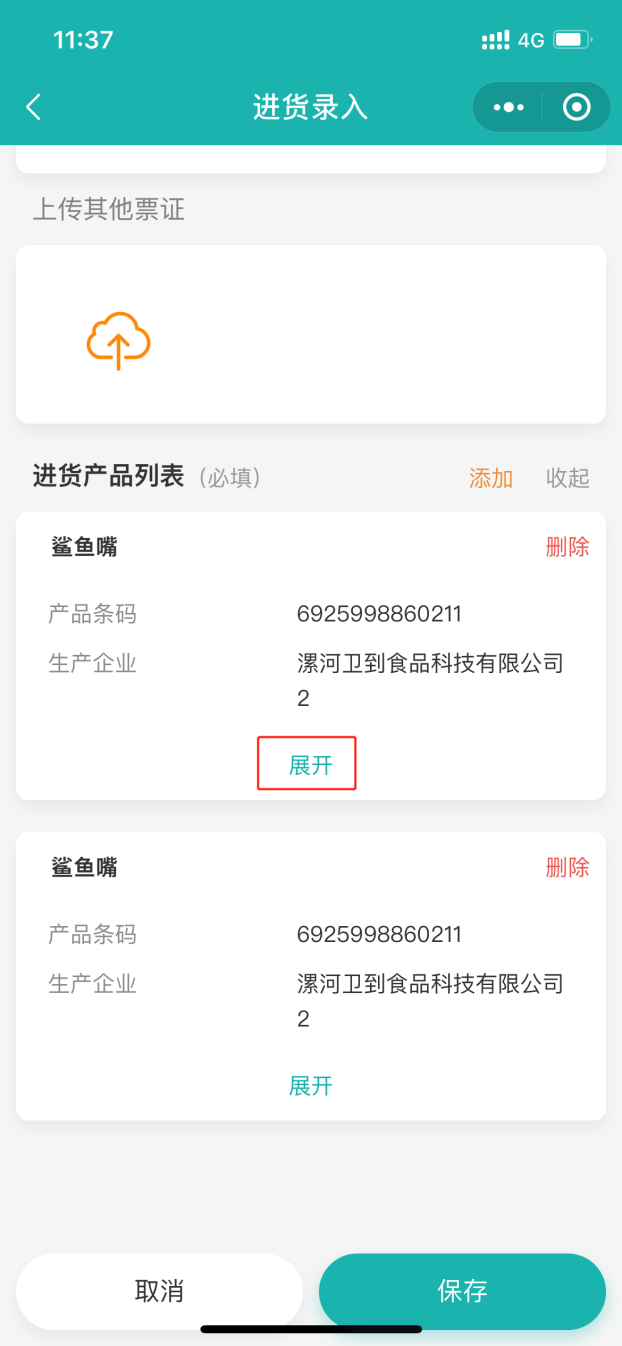 11:37
4G
进货录入
上传其他票证
进货产品列表 (必填) 添加 收起
鲨鱼嘴 删除
产品条码 6925998860211
生产企业 漯河卫到食品科技有限公司
2
展开
鲨鱼嘴 删除
产品条码 6925998860211
生产企业 漯河卫到食品科技有限公司
2
展开
取消 保存